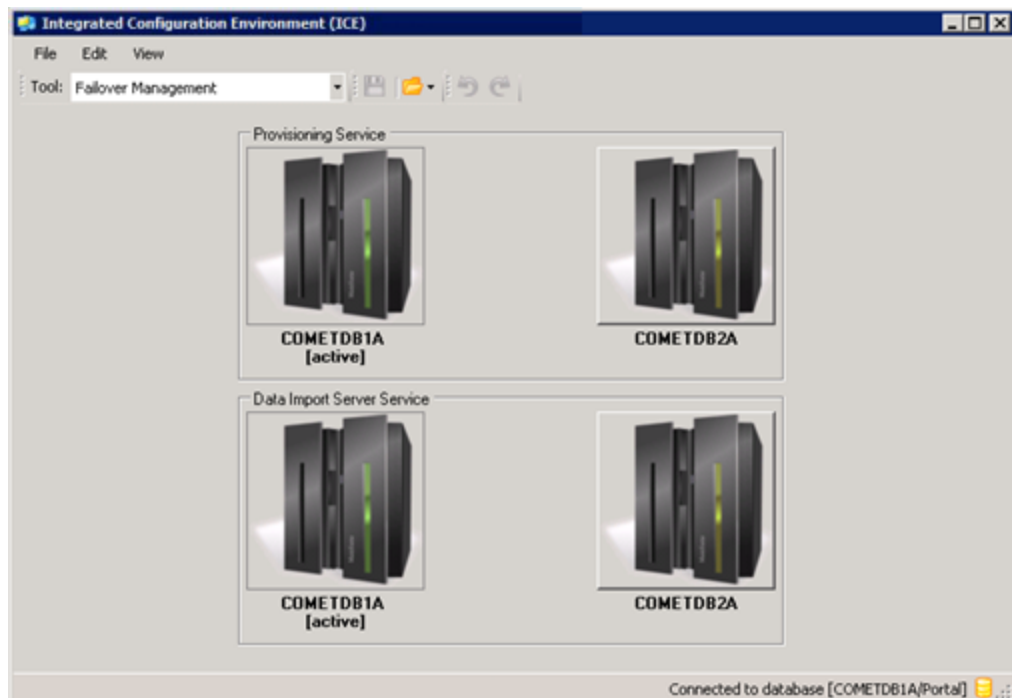 Integrated Configuration Environment (ICE)
File Edit View
Tool: Failover Management
Provisioning Service
COMETDB1A
[active]
COMETDB2A
Data Import Server Service
COMETDB1A
[active]
COMETDB2A
Connected to database [COMETDB1A/Portal]